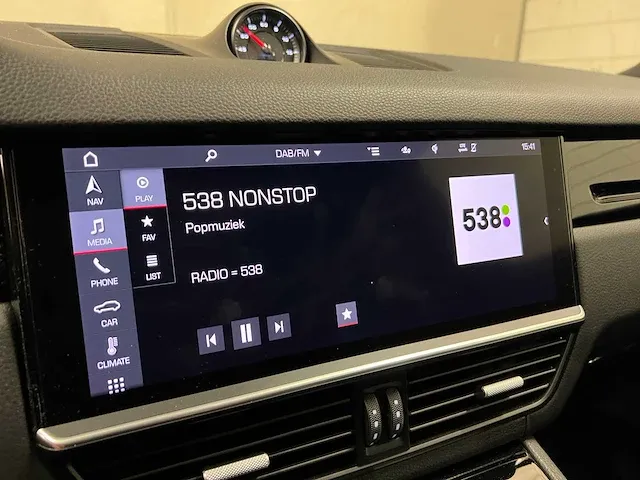 DAB/FM
15:41
NAV
PLAY
538 NONSTOP
538
MEDIA
FAV
Popmuziek
PHONE
LIST
RADIO = 538
CAR
CLIMATE